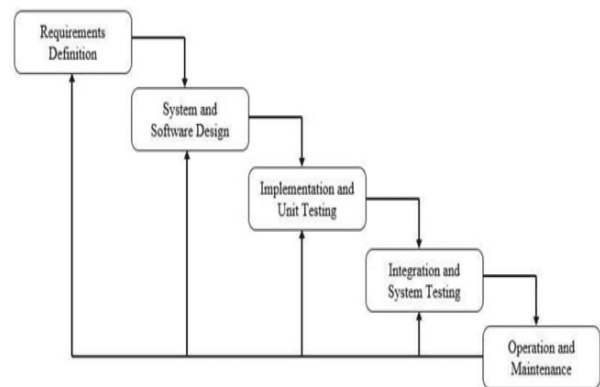 Requirements
Definition
System and
Software Design
Implementation and
Unit Testing
Integration and
System Testing
Operation and
Maintenance